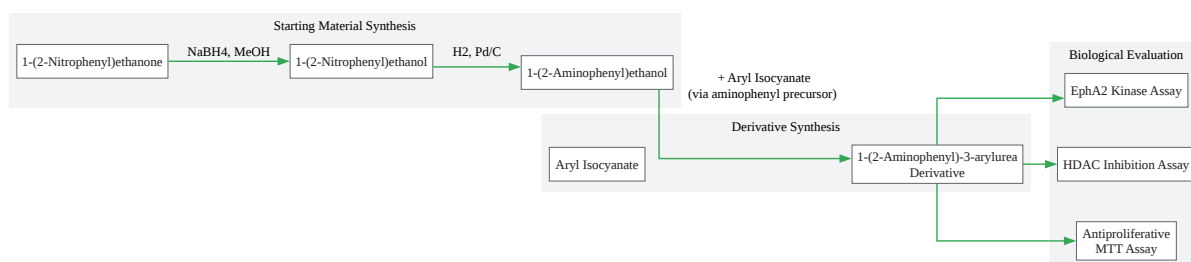 Starting Material Synthesis
1-(2-Nitrophenyl)ethanone
NaBH4, MeOH
1-(2-Nitrophenyl)ethanol
H2, Pd/C
1-(2-Aminophenyl)ethanol
+ Aryl Isocyanate
(via aminophenyl precursor)
Derivative Synthesis
Aryl Isocyanate
1-(2-Aminophenyl)-3-arylurea
Derivative
Biological Evaluation
EphA2 Kinase Assay
HDAC Inhibition Assay
Antiproliferative
MTT Assay